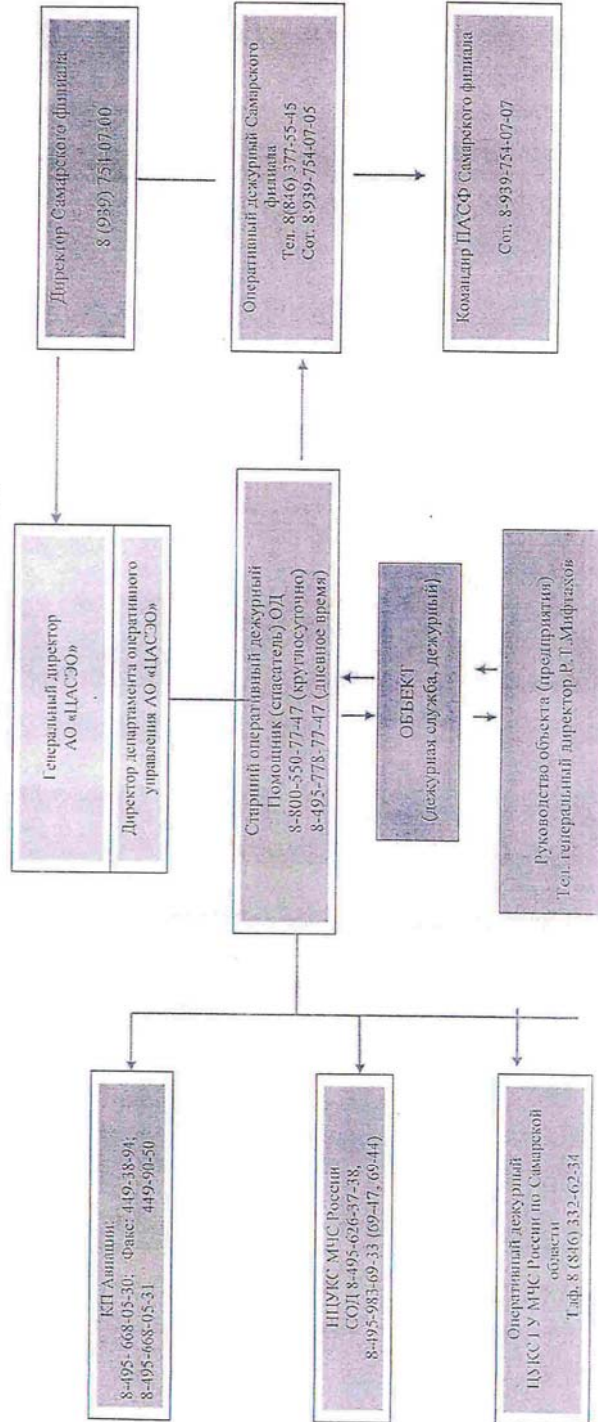 Генеральный директор
АО «ЦАСЭО»
Директор департамента оперативного
управления АО «ЦАСЭО»
Директор Самарского филиала
8 (939) 754-07-00
КП Авиации:
8-495- 668-05-30; Факс: 449-38-94;
8-495-668-05-31 449-90-50
Старший оперативный дежурный
Помощник (спасатель) ОД
8-800-550-77-47 (круглосуточно)
8-495-778-77-47 (дневное время)
Оперативный дежурный Самарского
филиала
Тел. 8(846) 377-55-45
Сот. 8-939-754-07-05
НЦУКС МЧС России
СОД 8-495-626-37-38,
8-495-983-69-33 (69-47, 69-44)
ОБЪЕКТ
(дежурная служба, дежурный)
Командир ПАСФ Самарского филиала
Сот. 8-939-754-07-07
Оперативный дежурный
ЦУКС ГУ МЧС России по Самарской
области
Т/ф. 8 (846) 332-62-34
Руководство объекта (предприятия)
Тел. генеральный директор Р.Т.Мифтахов